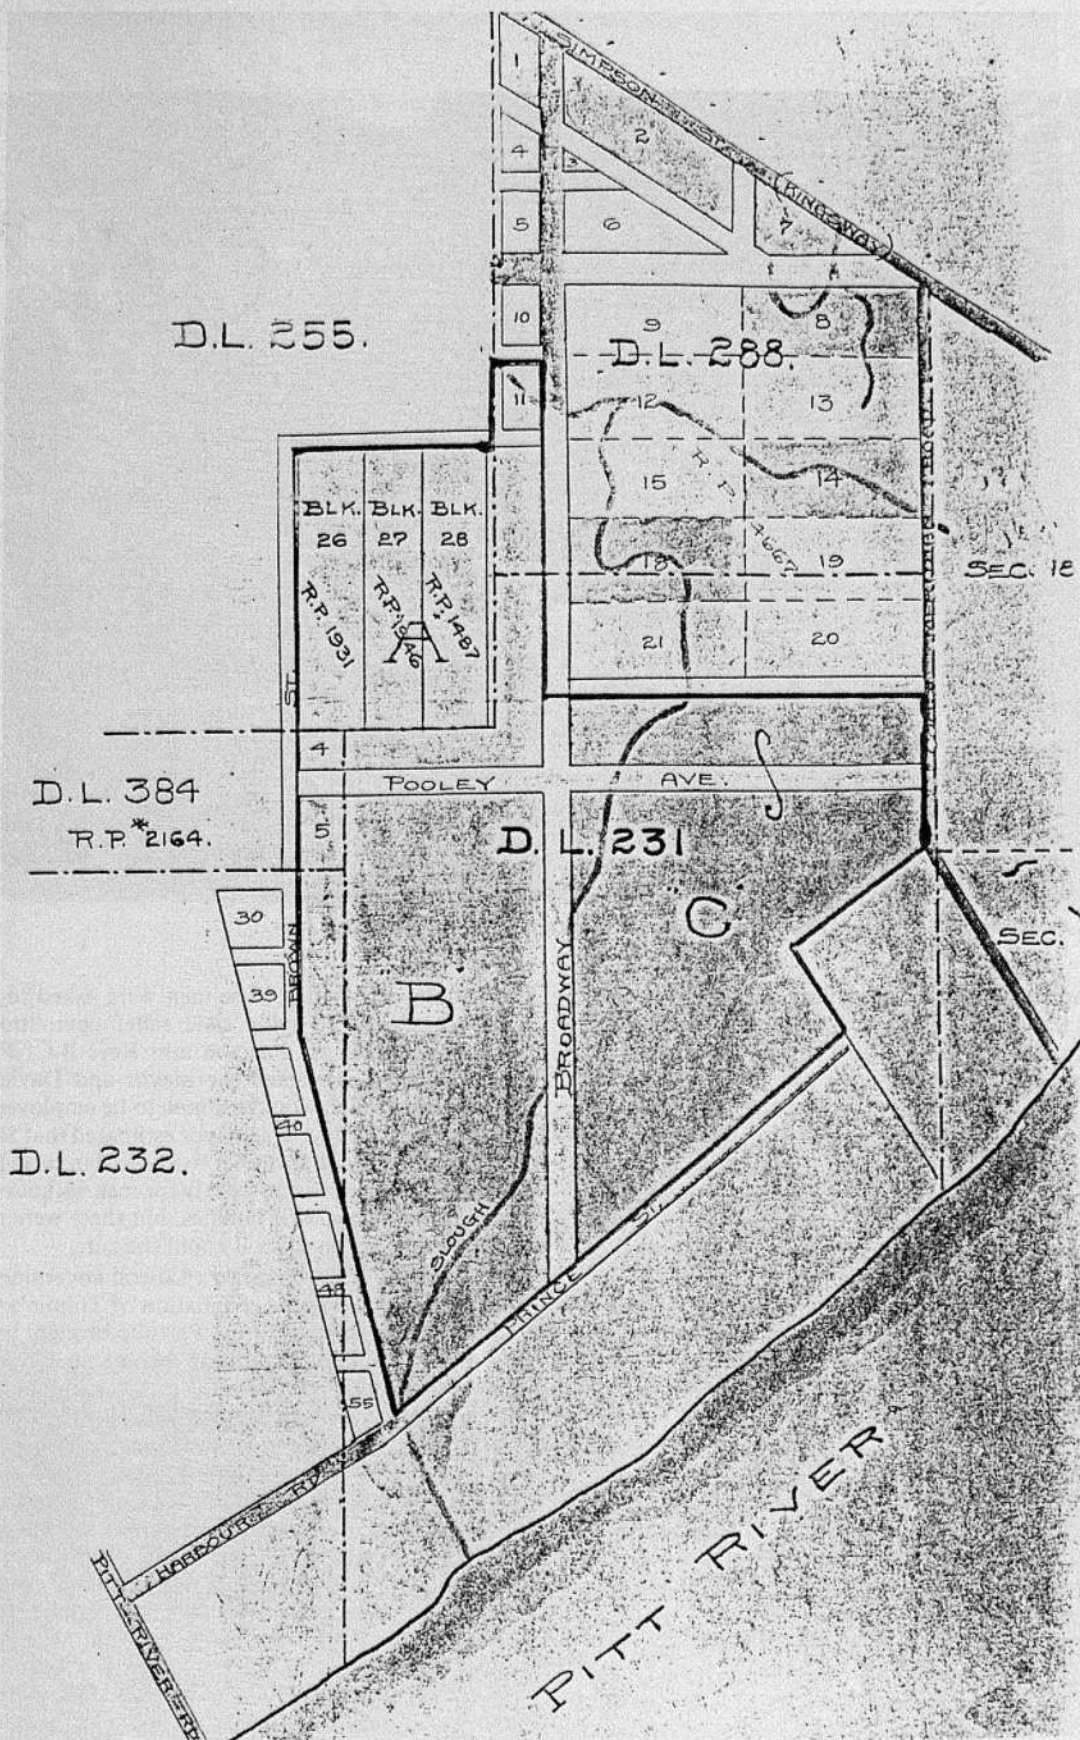 SIMPSON ST.
(KINGSWAY)
1
2
3
4
5
6
7
D.L. 255.
10
9
8
D.L. 288.
11
12
13
15
14
R. P.
4667
18
19
SEC. 18
21
20
BLK.
26
BLK.
27
BLK.
28
R.P. 1931
R.P. 1946
R.P. 1487
A
ST.
4
D.L. 384
R.P. 2164.
POOLEY AVE.
5
D. L. 231
"C"
SEC.
30
BROWN
39
"B"
BROADWAY
40
D.L. 232.
SLOUGH
48
PRINCE ST.
55
HARBOUR RD
PITT RIVER RD
PITT RIVER